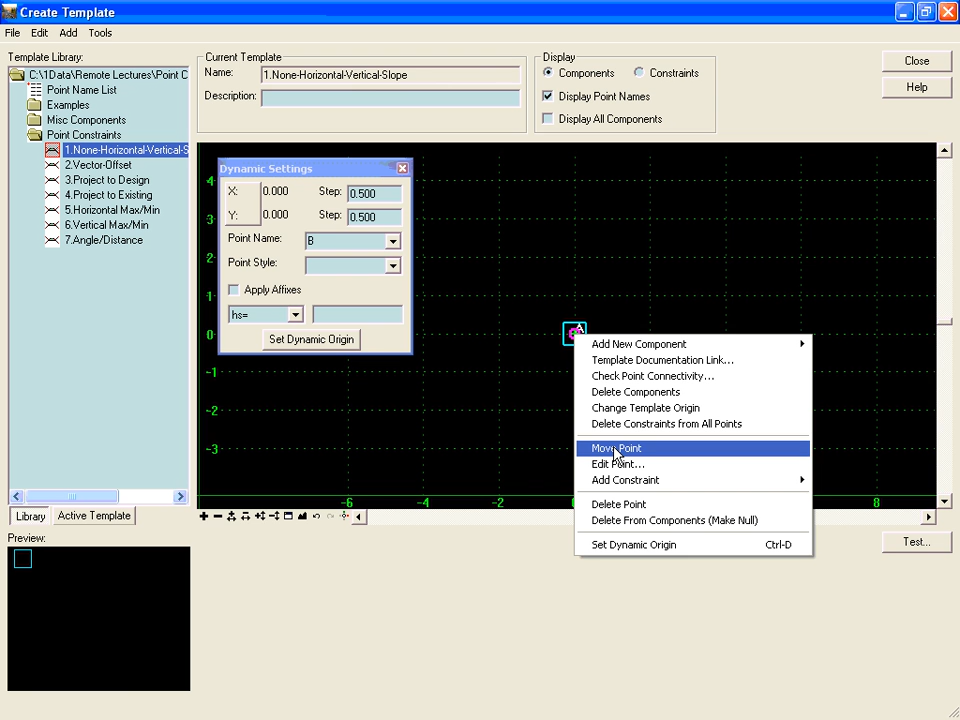 Create Template
File Edit Add Tools
Template Library:
C:\1Data\Remote Lectures\Point C
Point Name List
Examples
Misc Components
Point Constraints
1.None-Horizontal-Vertical-S
2.Vector-Offset
3.Project to Design
4.Project to Existing
5.Horizontal Max/Min
6.Vertical Max/Min
7.Angle/Distance
Library Active Template
Preview:
Current Template
Name: 1.None-Horizontal-Vertical-Slope
Description:
Display
Components Constraints
Display Point Names
Display All Components
Close
Help
Dynamic Settings
X: 0.000 Step: 0.500
Y: 0.000 Step: 0.500
Point Name: B
Point Style:
Apply Affixes
hs=
Set Dynamic Origin
4
3
2
1
0
-1
-2
-3
-6 -4 -2 0 2 4 6 8
A
Add New Component
Template Documentation Link...
Check Point Connectivity...
Delete Components
Change Template Origin
Delete Constraints from All Points
Move Point
Edit Point...
Add Constraint
Delete Point
Delete From Components (Make Null)
Set Dynamic Origin Ctrl-D
Test...